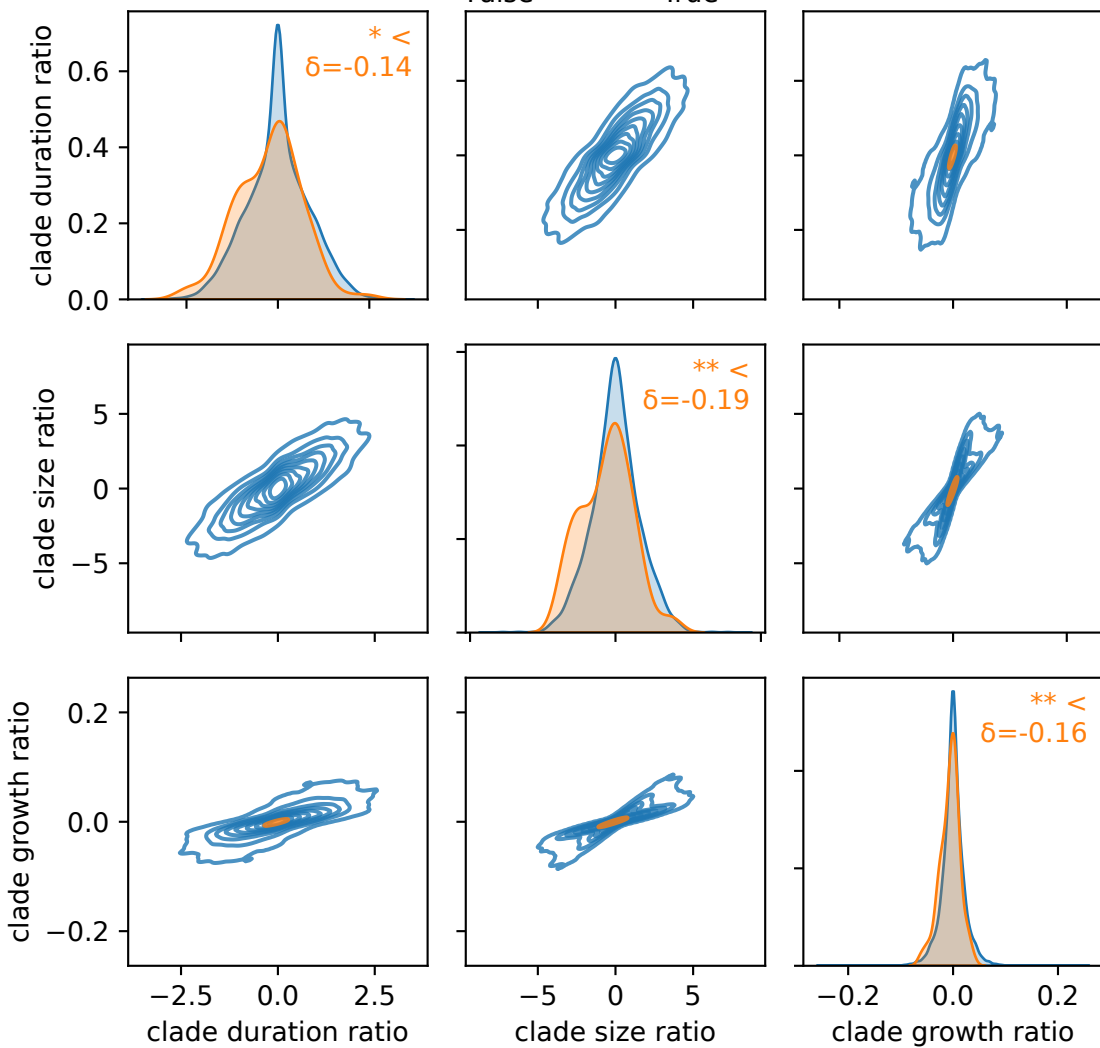 * <
δ=-0.14
clade duration ratio
0.6
0.4
0.2
0.0
** <
δ=-0.19
clade size ratio
5
0
−5
** <
δ=-0.16
clade growth ratio
0.2
0.0
−0.2
−2.5 0.0 2.5 −5 0 5 −0.2 0.0 0.2
clade duration ratio clade size ratio clade growth ratio